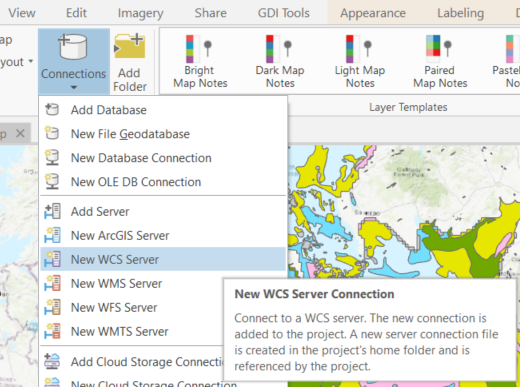 View Edit Imagery Share GDI Tools Appearance Labeling
Connections
Add
Folder
Bright
Map Notes
Dark Map
Notes
Light Map
Notes
Paired
Map Notes
Notes
Layer Templates
Add Database
New File Geodatabase
New Database Connection
New OLE DB Connection
Add Server
New ArcGIS Server
New WCS Server
New WMS Server
New WFS Server
New WMTS Server
Add Cloud Storage Connecti
New Cloud Storage Connection
New WCS Server Connection
Connect to a WCS server. The new connection is
added to the project. A new server connection file
is created in the project's home folder and is
referenced by the project.